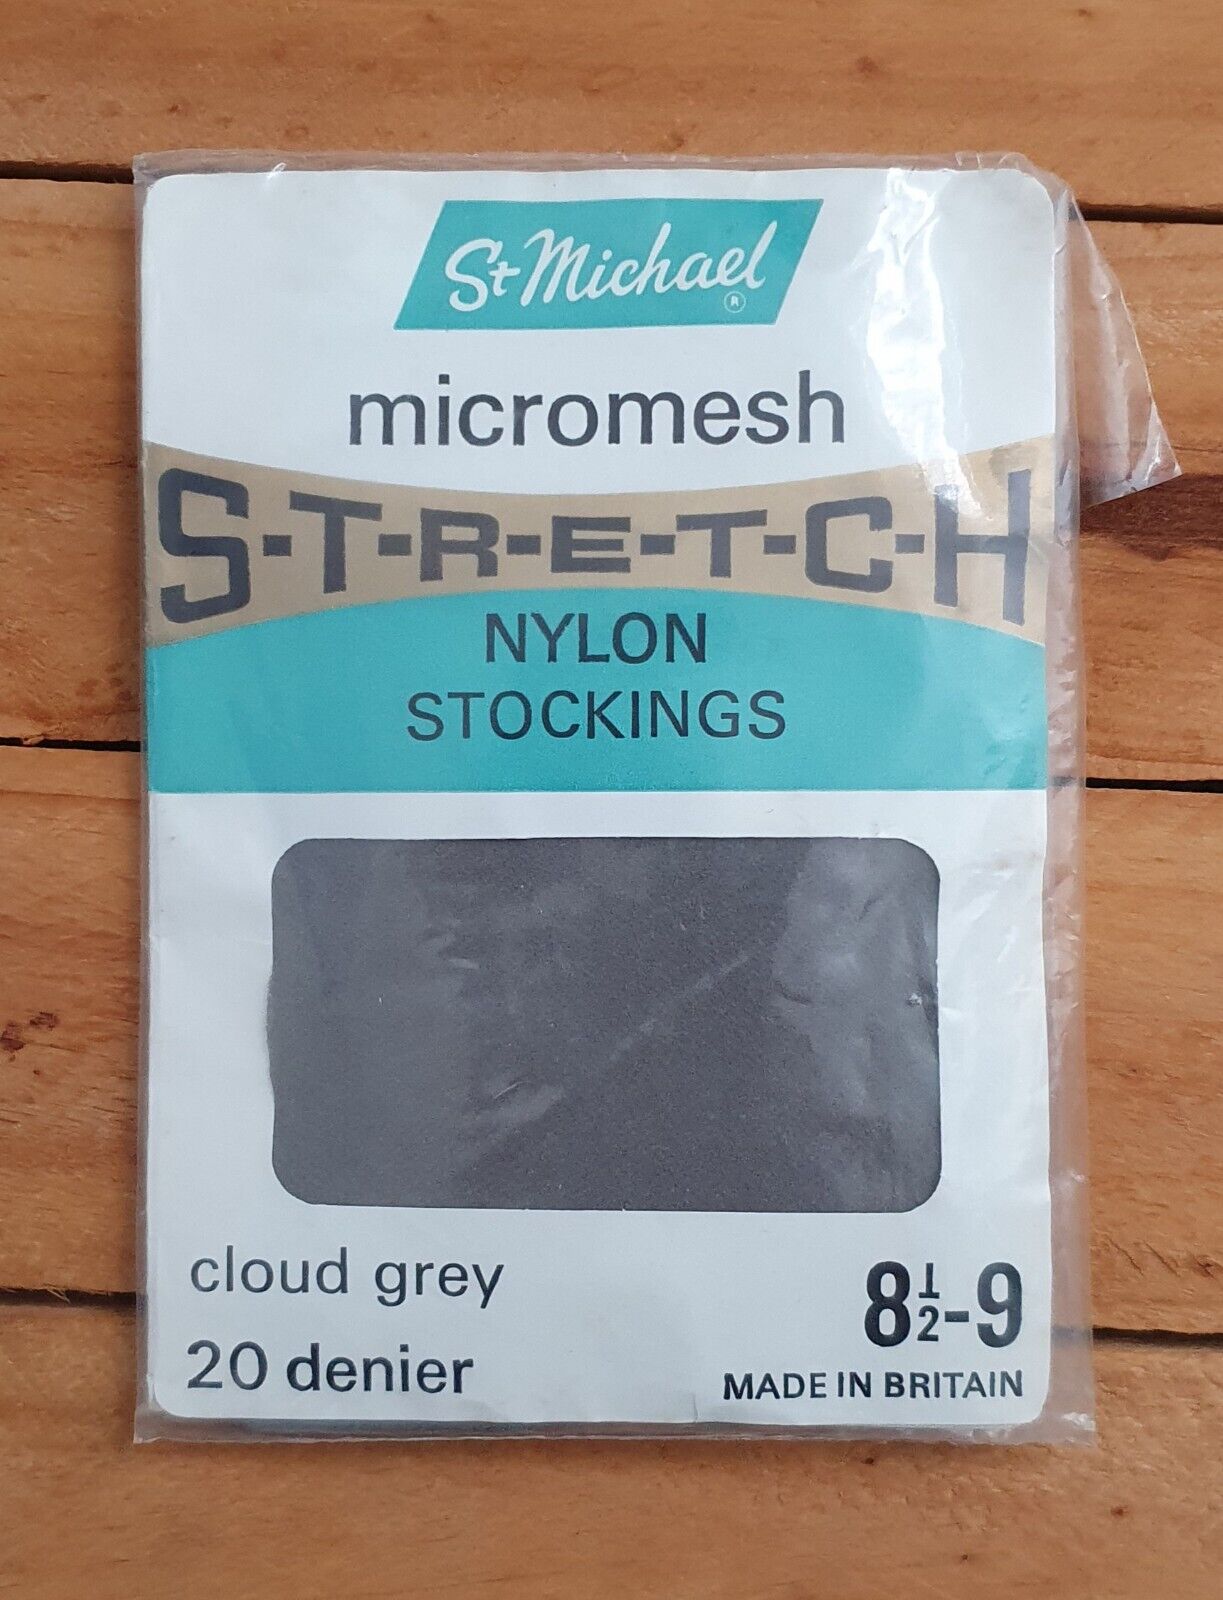 St Michael ®
micromesh
S-T-R-E-T-C-H
NYLON
STOCKINGS
cloud grey
20 denier
8½-9
MADE IN BRITAIN